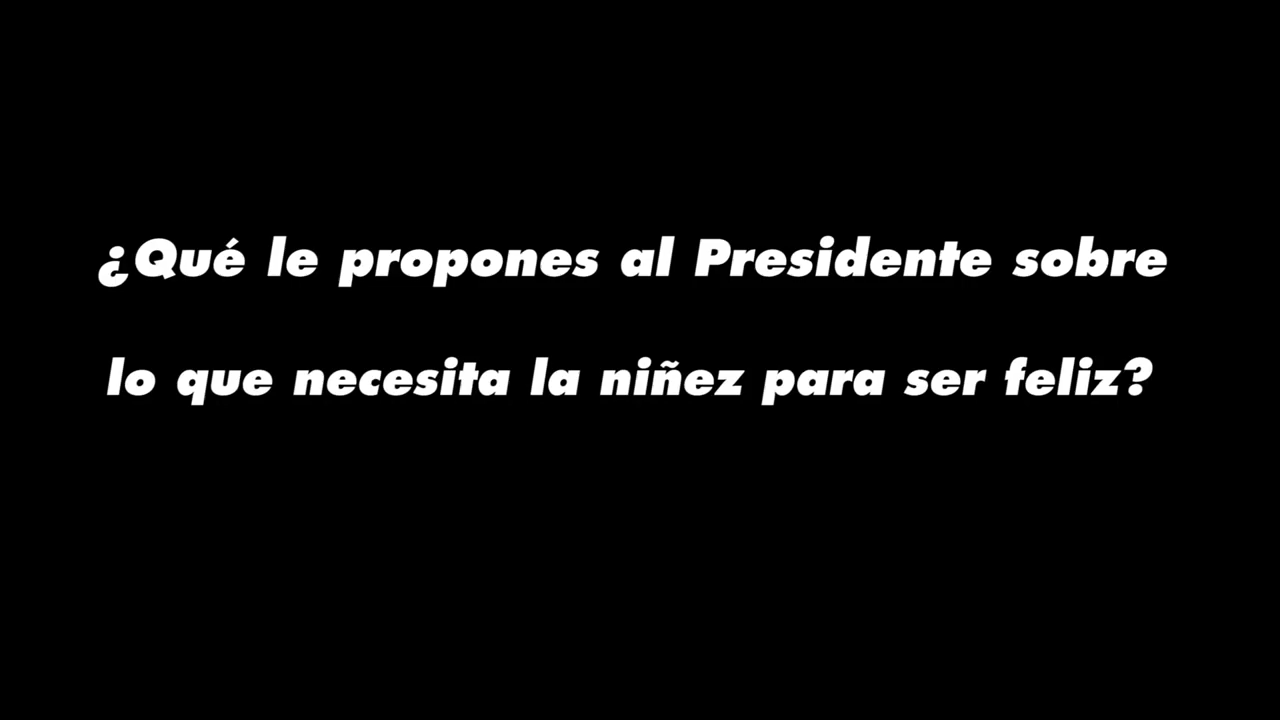 ¿Qué le propones al Presidente sobre
lo que necesita la niñez para ser feliz?